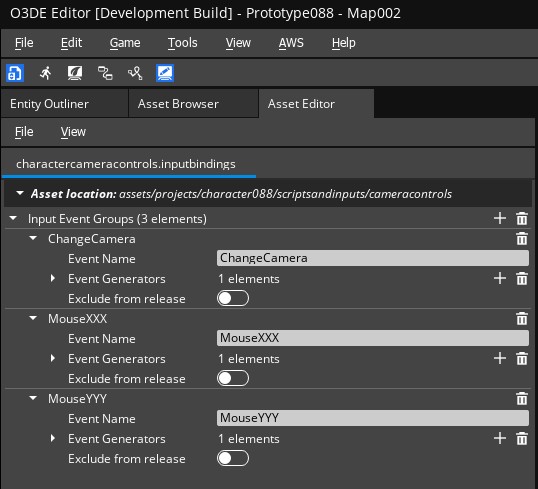 O3DE Editor [Development Build] - Prototype088 - Map002
File Edit Game Tools View AWS Help
Entity Outliner Asset Browser Asset Editor
File View
charactercameracontrols.inputbindings
Asset location: assets/projects/character088/scriptsandinputs/cameracontrols
Input Event Groups (3 elements)
ChangeCamera
Event Name ChangeCamera
Event Generators 1 elements
Exclude from release
MouseXXX
Event Name MouseXXX
Event Generators 1 elements
Exclude from release
MouseYYY
Event Name MouseYYY
Event Generators 1 elements
Exclude from release